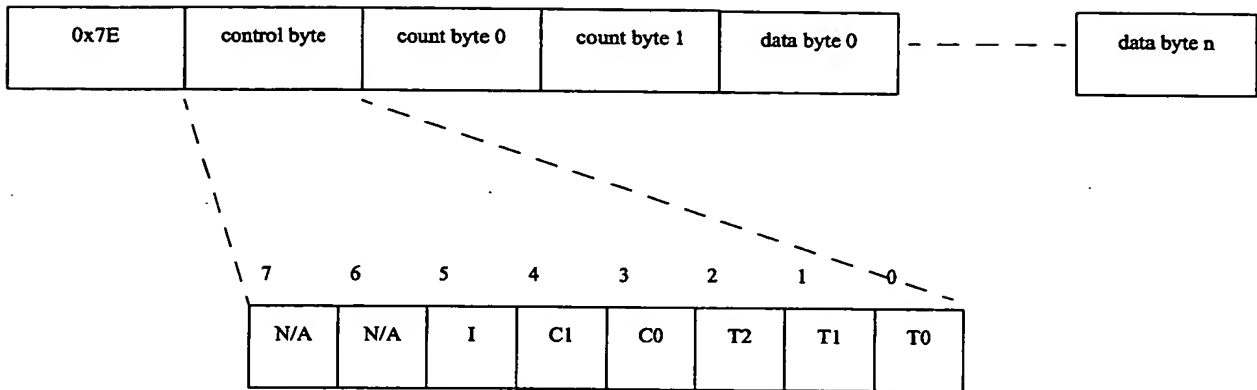 0x7E control byte count byte 0 count byte 1 data byte 0 data byte n
7 6 5 4 3 2 1 0
N/A N/A I C1 C0 T2 T1 T0